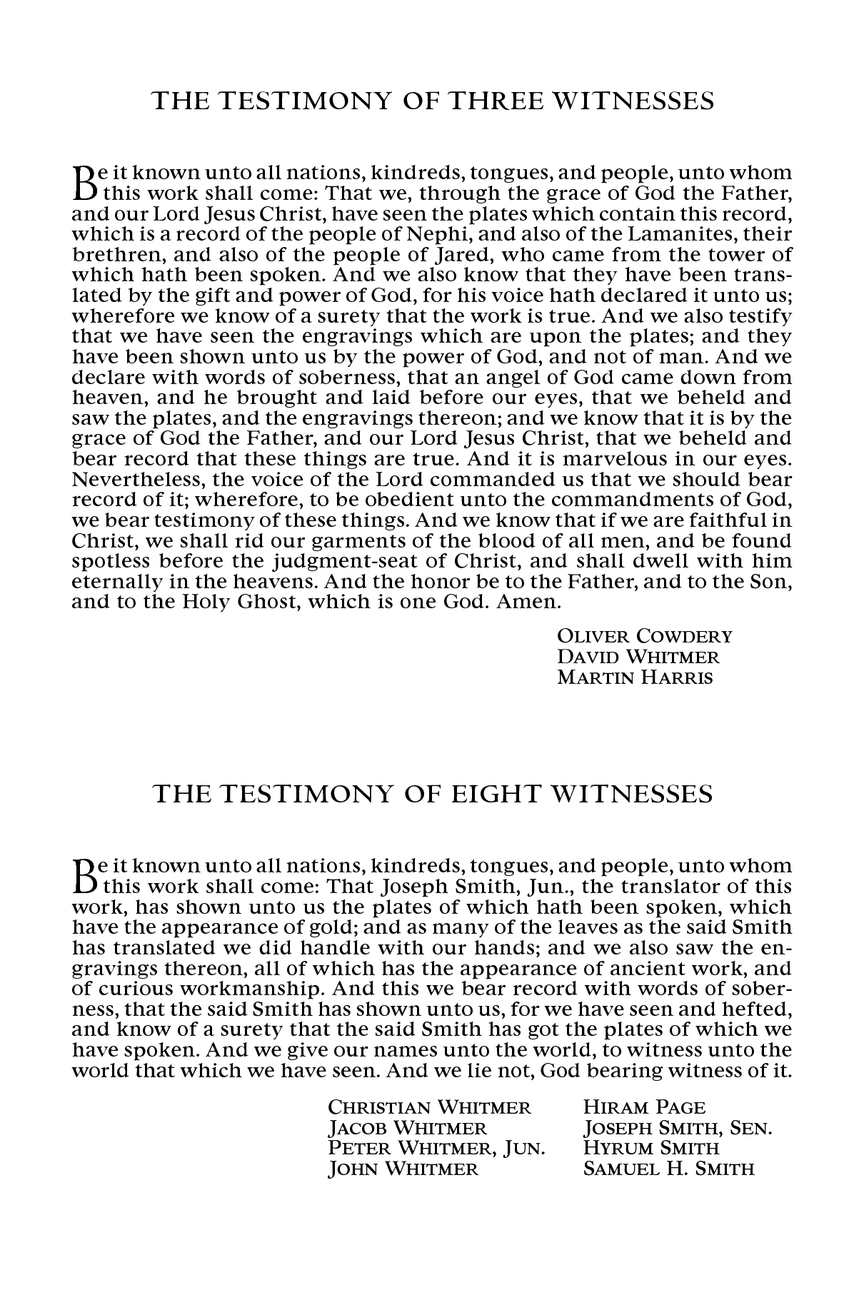 THE TESTIMONY OF THREE WITNESSES
Be it known unto all nations, kindreds, tongues, and people, unto whom
this work shall come: That we, through the grace of God the Father,
and our Lord Jesus Christ, have seen the plates which contain this record,
which is a record of the people of Nephi, and also of the Lamanites, their
brethren, and also of the people of Jared, who came from the tower of
which hath been spoken. And we also know that they have been trans-
lated by the gift and power of God, for his voice hath declared it unto us;
wherefore we know of a surety that the work is true. And we also testify
that we have seen the engravings which are upon the plates; and they
have been shown unto us by the power of God, and not of man. And we
declare with words of soberness, that an angel of God came down from
heaven, and he brought and laid before our eyes, that we beheld and
saw the plates, and the engravings thereon; and we know that it is by the
grace of God the Father, and our Lord Jesus Christ, that we beheld and
bear record that these things are true. And it is marvelous in our eyes.
Nevertheless, the voice of the Lord commanded us that we should bear
record of it; wherefore, to be obedient unto the commandments of God,
we bear testimony of these things. And we know that if we are faithful in
Christ, we shall rid our garments of the blood of all men, and be found
spotless before the judgment-seat of Christ, and shall dwell with him
eternally in the heavens. And the honor be to the Father, and to the Son,
and to the Holy Ghost, which is one God. Amen.
OLIVER COWDERY
DAVID WHITMER
MARTIN HARRIS
THE TESTIMONY OF EIGHT WITNESSES
Be it known unto all nations, kindreds, tongues, and people, unto whom
this work shall come: That Joseph Smith, Jun., the translator of this
work, has shown unto us the plates of which hath been spoken, which
have the appearance of gold; and as many of the leaves as the said Smith
has translated we did handle with our hands; and we also saw the en-
gravings thereon, all of which has the appearance of ancient work, and
of curious workmanship. And this we bear record with words of sober-
ness, that the said Smith has shown unto us, for we have seen and hefted,
and know of a surety that the said Smith has got the plates of which we
have spoken. And we give our names unto the world, to witness unto the
world that which we have seen. And we lie not, God bearing witness of it.
CHRISTIAN WHITMER
JACOB WHITMER
PETER WHITMER, JUN.
JOHN WHITMER
HIRAM PAGE
JOSEPH SMITH, SEN.
HYRUM SMITH
SAMUEL H. SMITH